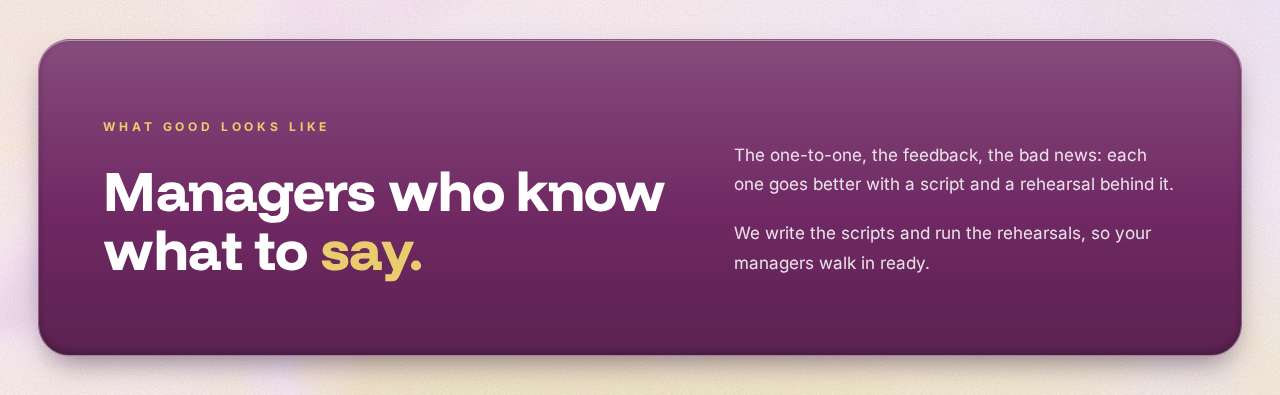 WHAT GOOD LOOKS LIKE
Managers who know
what to say.
The one-to-one, the feedback, the bad news: each
one goes better with a script and a rehearsal behind it.
We write the scripts and run the rehearsals, so your
managers walk in ready.